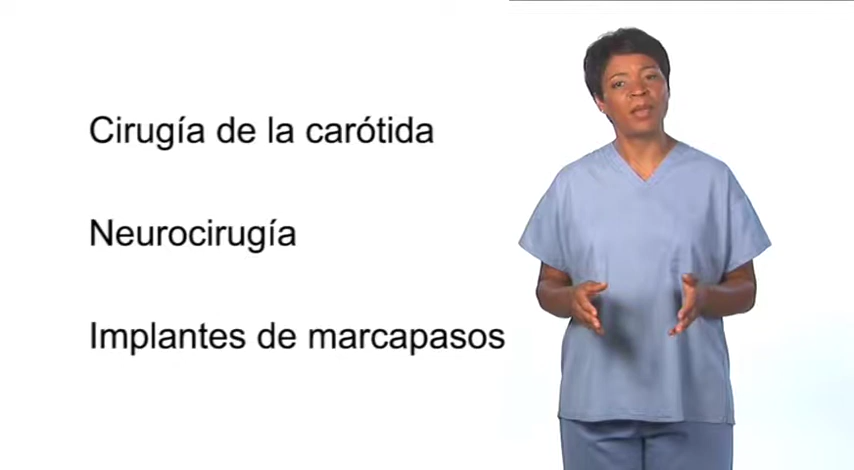 Cirugía de la carótida
Neurocirugía
Implantes de marcapasos